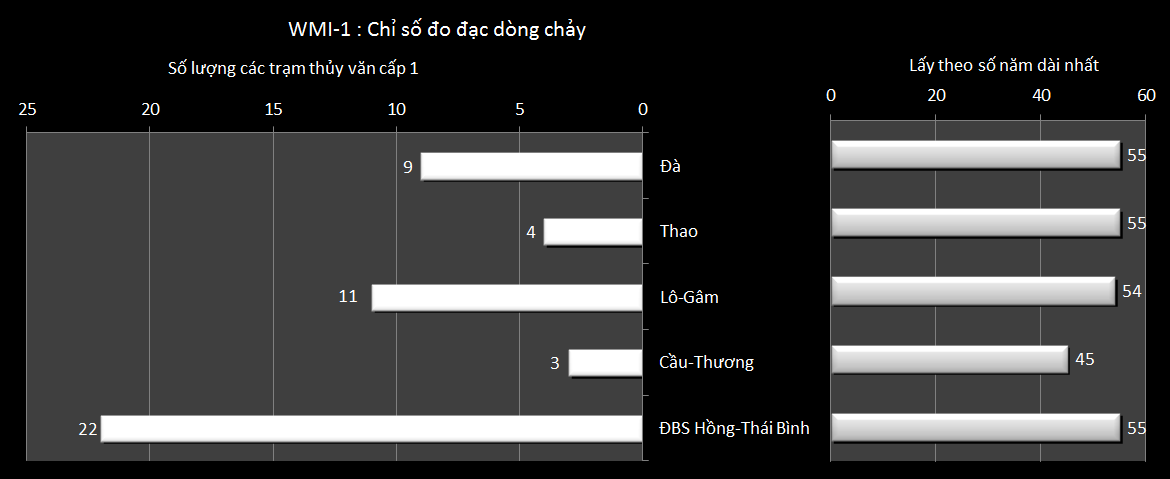 WMI-1 : Chỉ số đo đạc dòng chảy
Số lượng các trạm thủy văn cấp 1
Lấy theo số năm dài nhất
25 20 15 10 5 0
0 20 40 60
9 Đà 55
4 Thao 55
11 Lô-Gâm 54
3 Cầu-Thương 45
22 ĐBS Hồng-Thái Bình 55